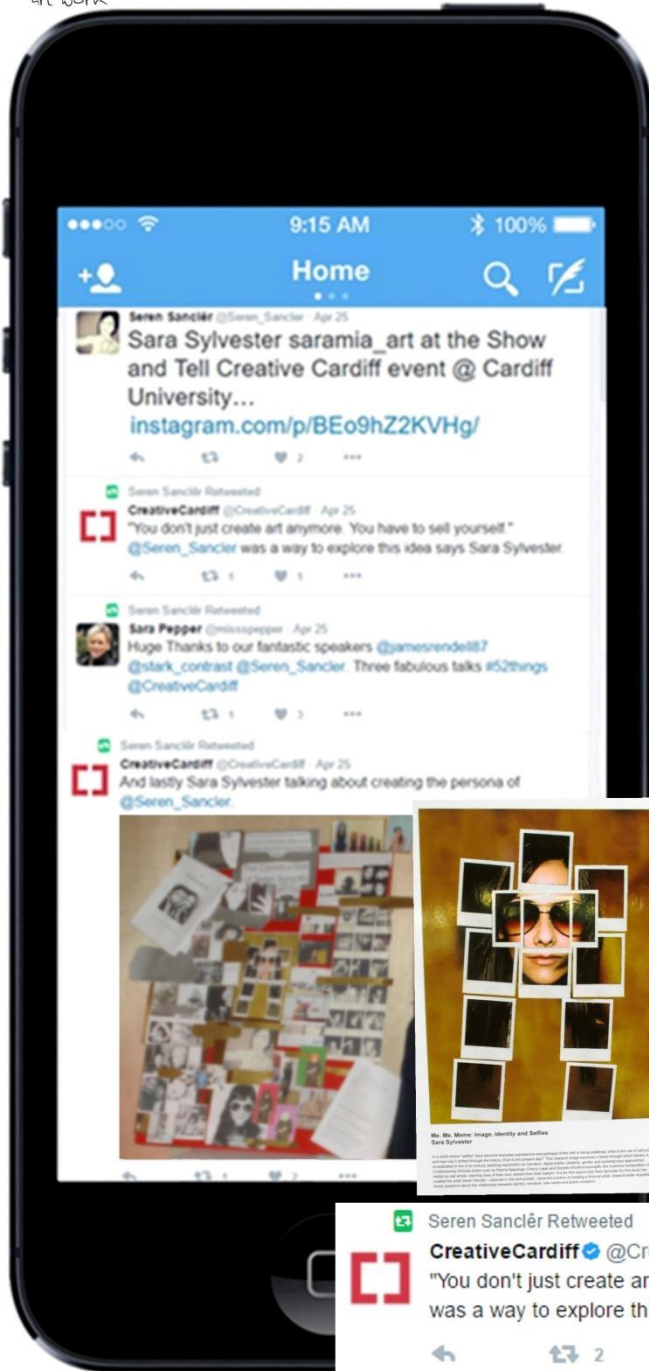 art work
9:15 AM
100%
Home
Seren Sanclêr @Seren_Sancler · Apr 25
Sara Sylvester saramia_art at the Show
and Tell Creative Cardiff event @ Cardiff
University…
instagram.com/p/BEo9hZ2KVHg/
2
Seren Sanclêr Retweeted
CreativeCardiff @CreativeCardiff · Apr 25
"You don't just create art anymore. You have to sell yourself."
@Seren_Sancler was a way to explore this idea says Sara Sylvester.
1 1
Seren Sanclêr Retweeted
Sara Pepper @missspepper · Apr 25
Huge Thanks to our fantastic speakers @jamesrendell87
@stark_contrast @Seren_Sancler. Three fabulous talks #52things
@CreativeCardiff
1 3
Seren Sanclêr Retweeted
CreativeCardiff @CreativeCardiff · Apr 25
And lastly Sara Sylvester talking about creating the persona of
@Seren_Sancler.
Me. Me. Meme: Image, Identity and Selfies
Sara Sylvester
Seren Sanclêr Retweeted
CreativeCardiff @Cr
"You don't just create ar
was a way to explore th
2